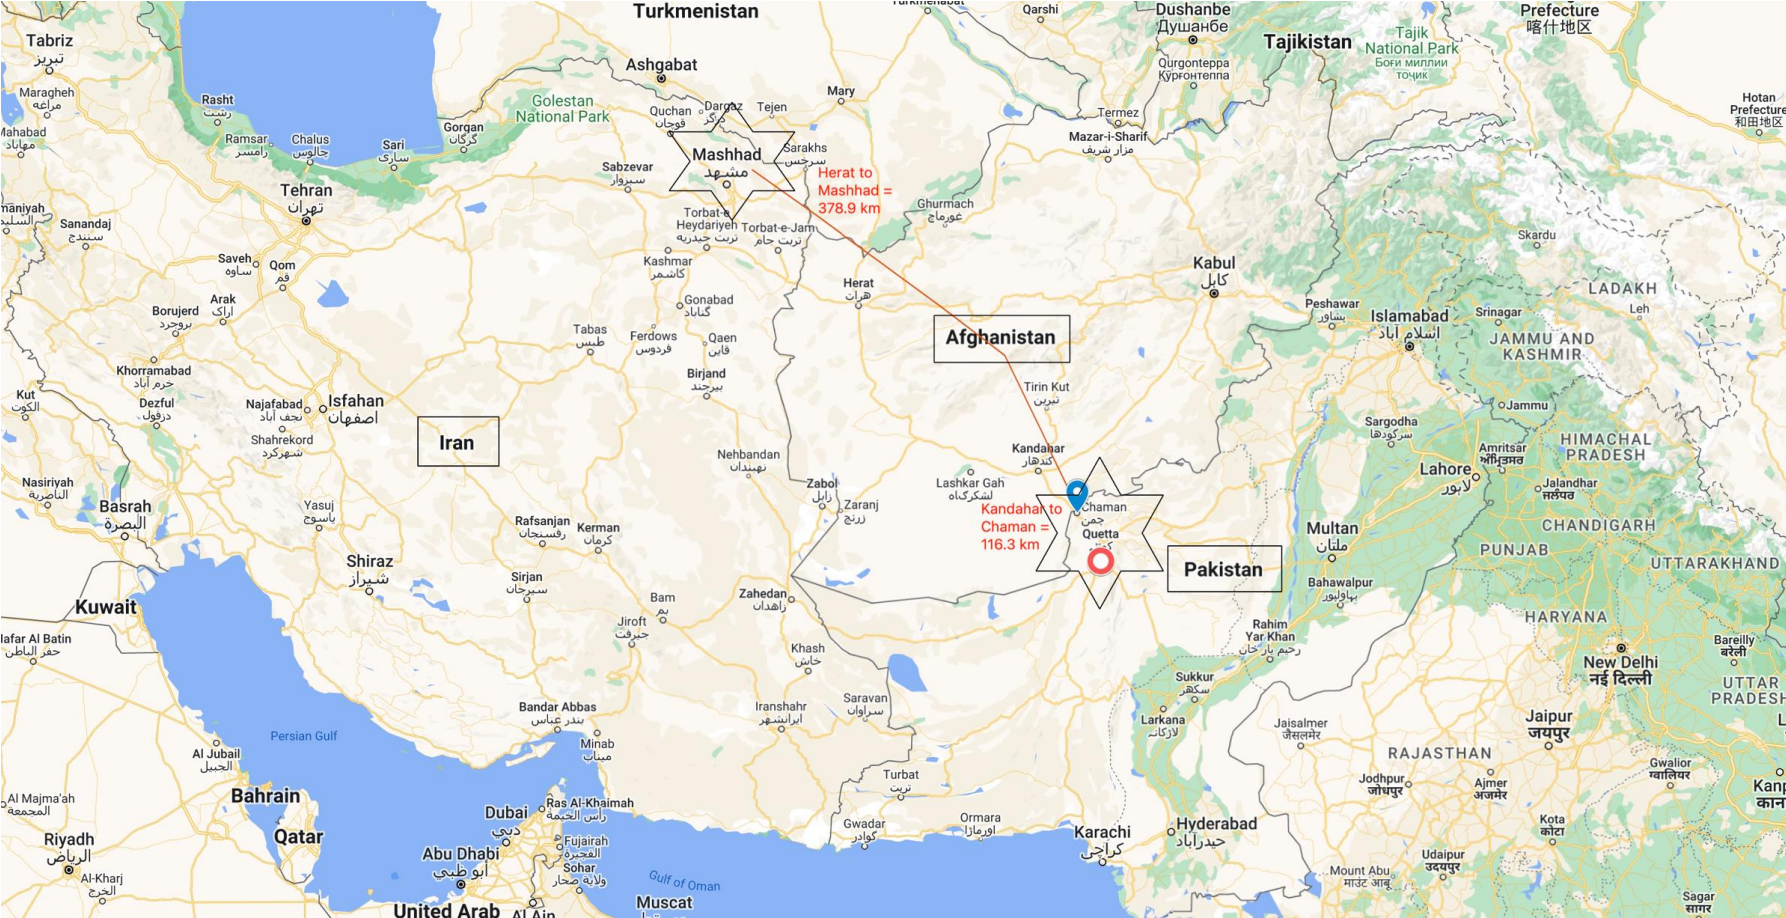 Turkmenistan
Turkmenabat
Qarshi
Dushanbe
Душанбе
Prefecture
喀什地区
Tabriz
تبریز
Tajikistan
Tajik
National Park
Боғи миллии
тоҷик
Ashgabat
Qurgonteppa
Қӯрғонтеппа
Maragheh
مراغه
Rasht
رشت
Golestan
National Park
Quchan
قوچان
Dargaz
درگز
Tejen
Mary
Termez
Hotan
Prefecture
和田地区
Mahabad
مهاباد
Ramsar
رامسر
Chalus
چالوس
Sari
ساری
Gorgan
گرگان
Mazar-i-Sharif
مزار شریف
Mashhad
مشهد
Sarakhs
سرخس
Sabzevar
سبزوار
Herat to
Mashhad =
378.9 km
Tehran
تهران
Torbat-e
Heydariyeh
تربت حیدریه
Torbat-e-Jam
تربت جام
Ghurmach
غورماچ
maniyah
السليم
Sanandaj
سنندج
Skardu
Saveh
ساوه
Qom
قم
Kashmar
کاشمر
Kabul
کابل
Herat
هرات
LADAKH
Leh
Arak
اراک
Borujerd
بروجرد
Gonabad
گناباد
Peshawar
پشاور
Islamabad
اسلام آباد
Srinagar
Tabas
طبس
Ferdows
فردوس
Qaen
قاین
Afghanistan
JAMMU AND
KASHMIR
Khorramabad
خرم آباد
Birjand
بیرجند
Tirin Kut
تیرین
Kut
الكوت
Dezful
دزفول
Najafabad
نجف آباد
Isfahan
اصفهان
Jammu
Sargodha
سرگودھا
Shahrekord
شهرکرد
Iran
Kandahar
کندهار
HIMACHAL
PRADESH
Amritsar
ਅੰਮ੍ਰਿਤਸਰ
Nehbandan
نهبندان
Lahore
لاہور
Nasiriyah
الناصرية
Zabol
زابل
Lashkar Gah
لشکرگاه
Jalandhar
ਜਲੰਧਰ
Basrah
البصرة
Yasuj
یاسوج
Zaranj
زرنج
Kandahar to
Chaman =
116.3 km
Chaman
چمن
Quetta
Rafsanjan
رفسنجان
Kerman
کرمان
Multan
ملتان
CHANDIGARH
PUNJAB
Shiraz
شیراز
Pakistan
UTTARAKHAND
Sirjan
سیرجان
Bahawalpur
بہاولپور
Kuwait
Bam
بم
Zahedan
زاهدان
HARYANA
Jiroft
جیرفت
Rahim
Yar Khan
رحیم یار خان
Hafar Al Batin
حفر الباطن
Bareilly
बरेली
Khash
خاش
New Delhi
नई दिल्ली
Sukkur
سکھر
UTTAR
PRADESH
Saravan
سراوان
Bandar Abbas
بندر عباس
Iranshahr
ایرانشهر
Larkana
لاڑکانہ
Jaisalmer
जैसलमेर
Jaipur
जयपुर
Persian Gulf
Minab
میناب
Al Jubail
الجبيل
RAJASTHAN
Gwalior
ग्वालियर
Turbat
تربت
Jodhpur
जोधपुर
Ajmer
अजमेर
Kanp
कान
Al Majma'ah
المجمعة
Bahrain
Ras Al-Khaimah
رأس الخيمة
Dubai
دبي
Gwadar
گوادر
Ormara
اورماڑا
Karachi
کراچی
Hyderabad
حیدرآباد
Kota
कोटा
Riyadh
الرياض
Qatar
Abu Dhabi
أبو ظبي
Fujairah
الفجيرة
Udaipur
उदयपुर
Mount Abu
माउंट आबू
Al-Kharj
الخرج
Sohar
ولاية صحار
Gulf of Oman
Sagar
सागर
United Arab
Al Ain
Muscat